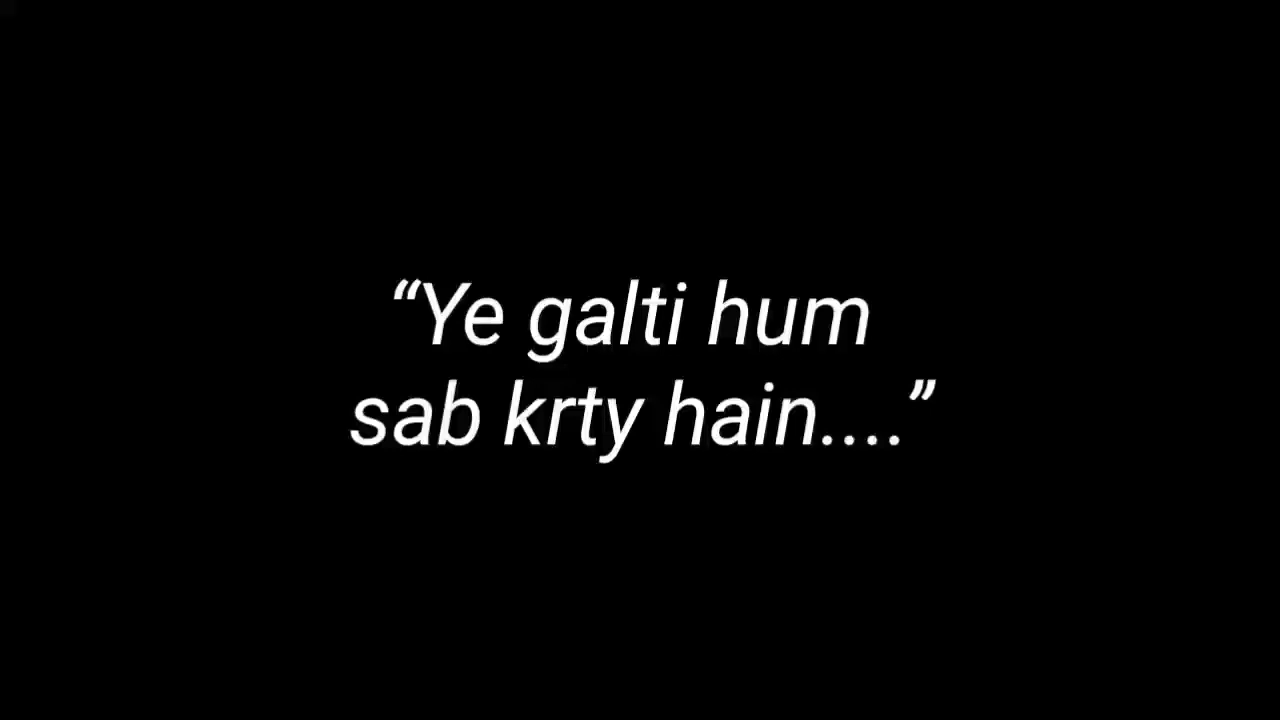 “Ye galti hum
sab krty hain....”